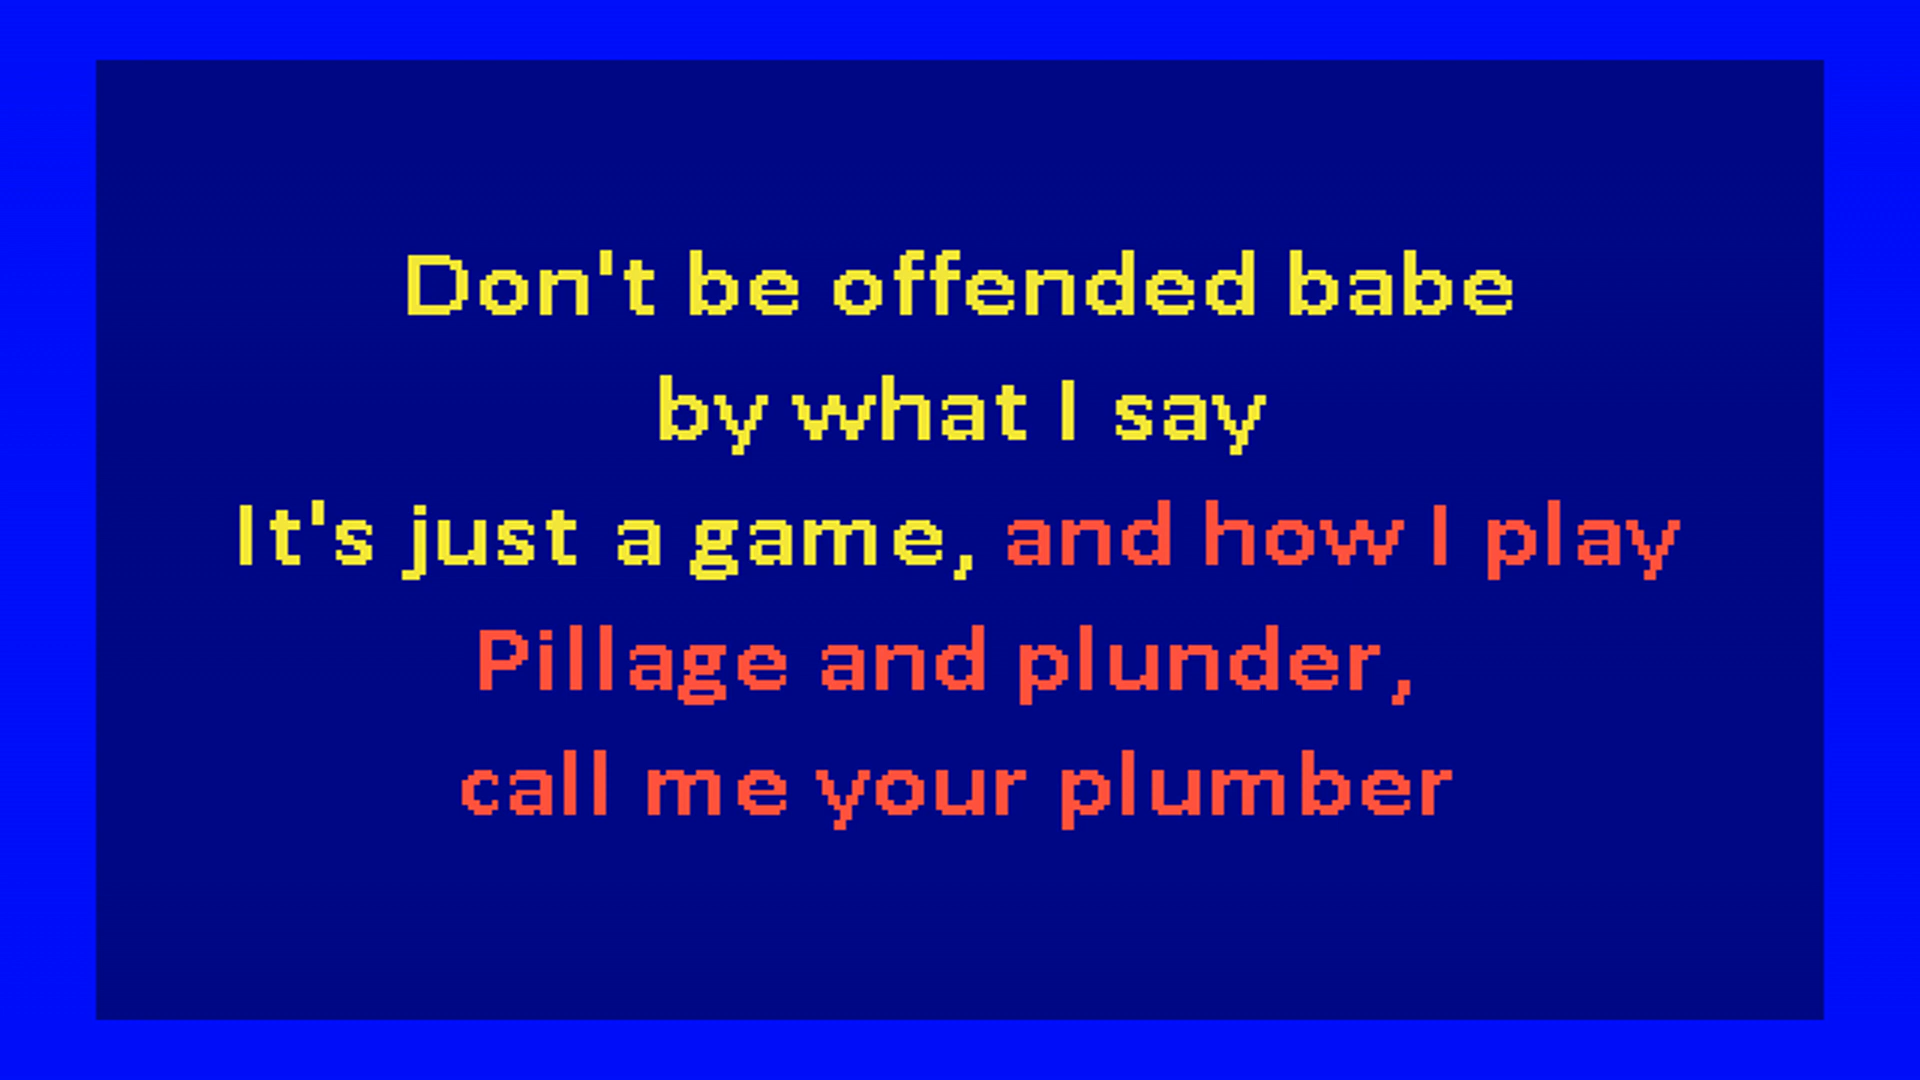 Don't be offended babe
by what I say
It's just a game, and how I play
Pillage and plunder,
call me your plumber